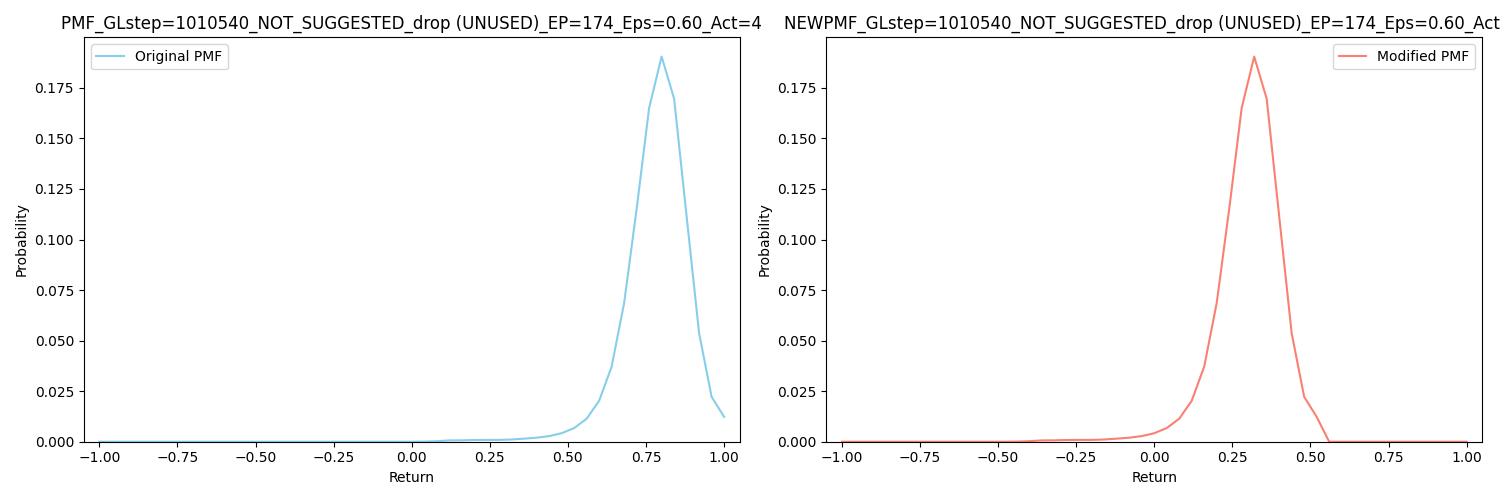 PMF_GLstep=1010540_NOT_SUGGESTED_drop (UNUSED)_EP=174_Eps=0.60_Act=4
Original PMF
0.175
0.150
0.125
0.100
0.075
0.050
0.025
0.000
Probability
−1.00 −0.75 −0.50 −0.25 0.00 0.25 0.50 0.75 1.00
Return
NEWPMF_GLstep=1010540_NOT_SUGGESTED_drop (UNUSED)_EP=174_Eps=0.60_Act
Modified PMF
0.175
0.150
0.125
0.100
0.075
0.050
0.025
0.000
Probability
−1.00 −0.75 −0.50 −0.25 0.00 0.25 0.50 0.75 1.00
Return